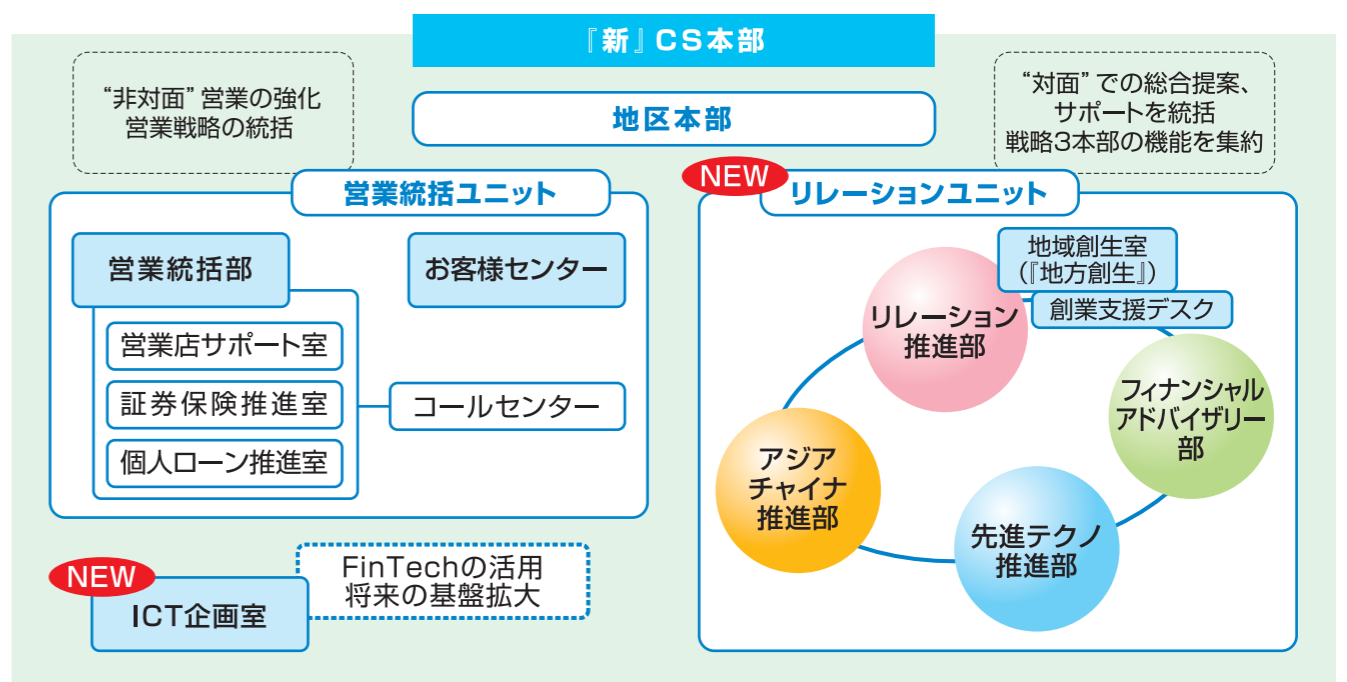 『新』CS本部
“非対面”営業の強化
営業戦略の統括
地区本部
“対面”での総合提案、
サポートを統括
戦略3本部の機能を集約
営業統括ユニット
営業統括部
お客様センター
営業店サポート室
証券保険推進室
個人ローン推進室
コールセンター
NEW
ICT企画室
FinTechの活用
将来の基盤拡大
NEW
リレーションユニット
地域創生室
(『地方創生』)
創業支援デスク
リレーション
推進部
フィナンシャル
アドバイザリー
部
アジア
チャイナ
推進部
先進テクノ
推進部